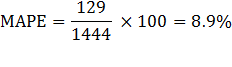 MAPE = 129/1444 × 100 = 8.9%